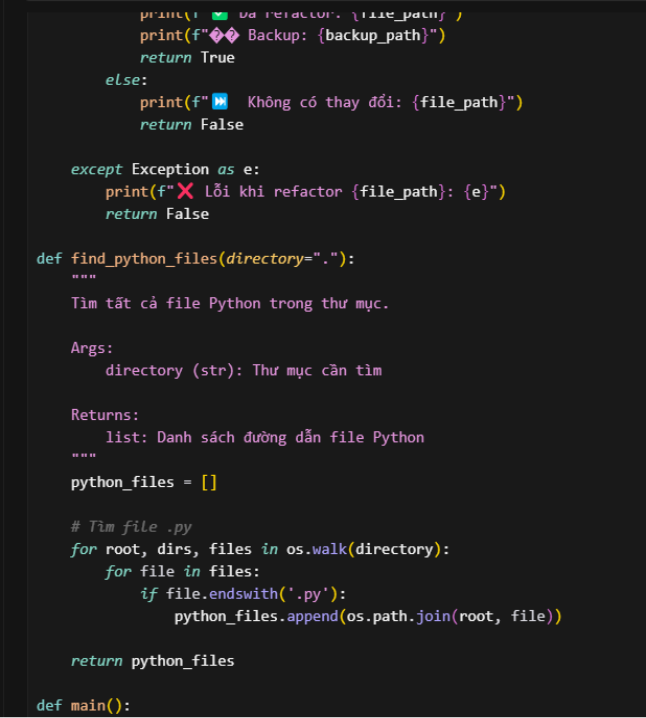 print(f"✅ Đã refactor: {file_path}")
print(f"�� Backup: {backup_path}")
return True
else:
print(f"⏭️  Không có thay đổi: {file_path}")
return False
except Exception as e:
print(f"❌ Lỗi khi refactor {file_path}: {e}")
return False
def find_python_files(directory="."):
"""
Tìm tất cả file Python trong thư mục.
Args:
directory (str): Thư mục cần tìm
Returns:
list: Danh sách đường dẫn file Python
"""
python_files = []
# Tìm file .py
for root, dirs, files in os.walk(directory):
for file in files:
if file.endswith('.py'):
python_files.append(os.path.join(root, file))
return python_files
def main():